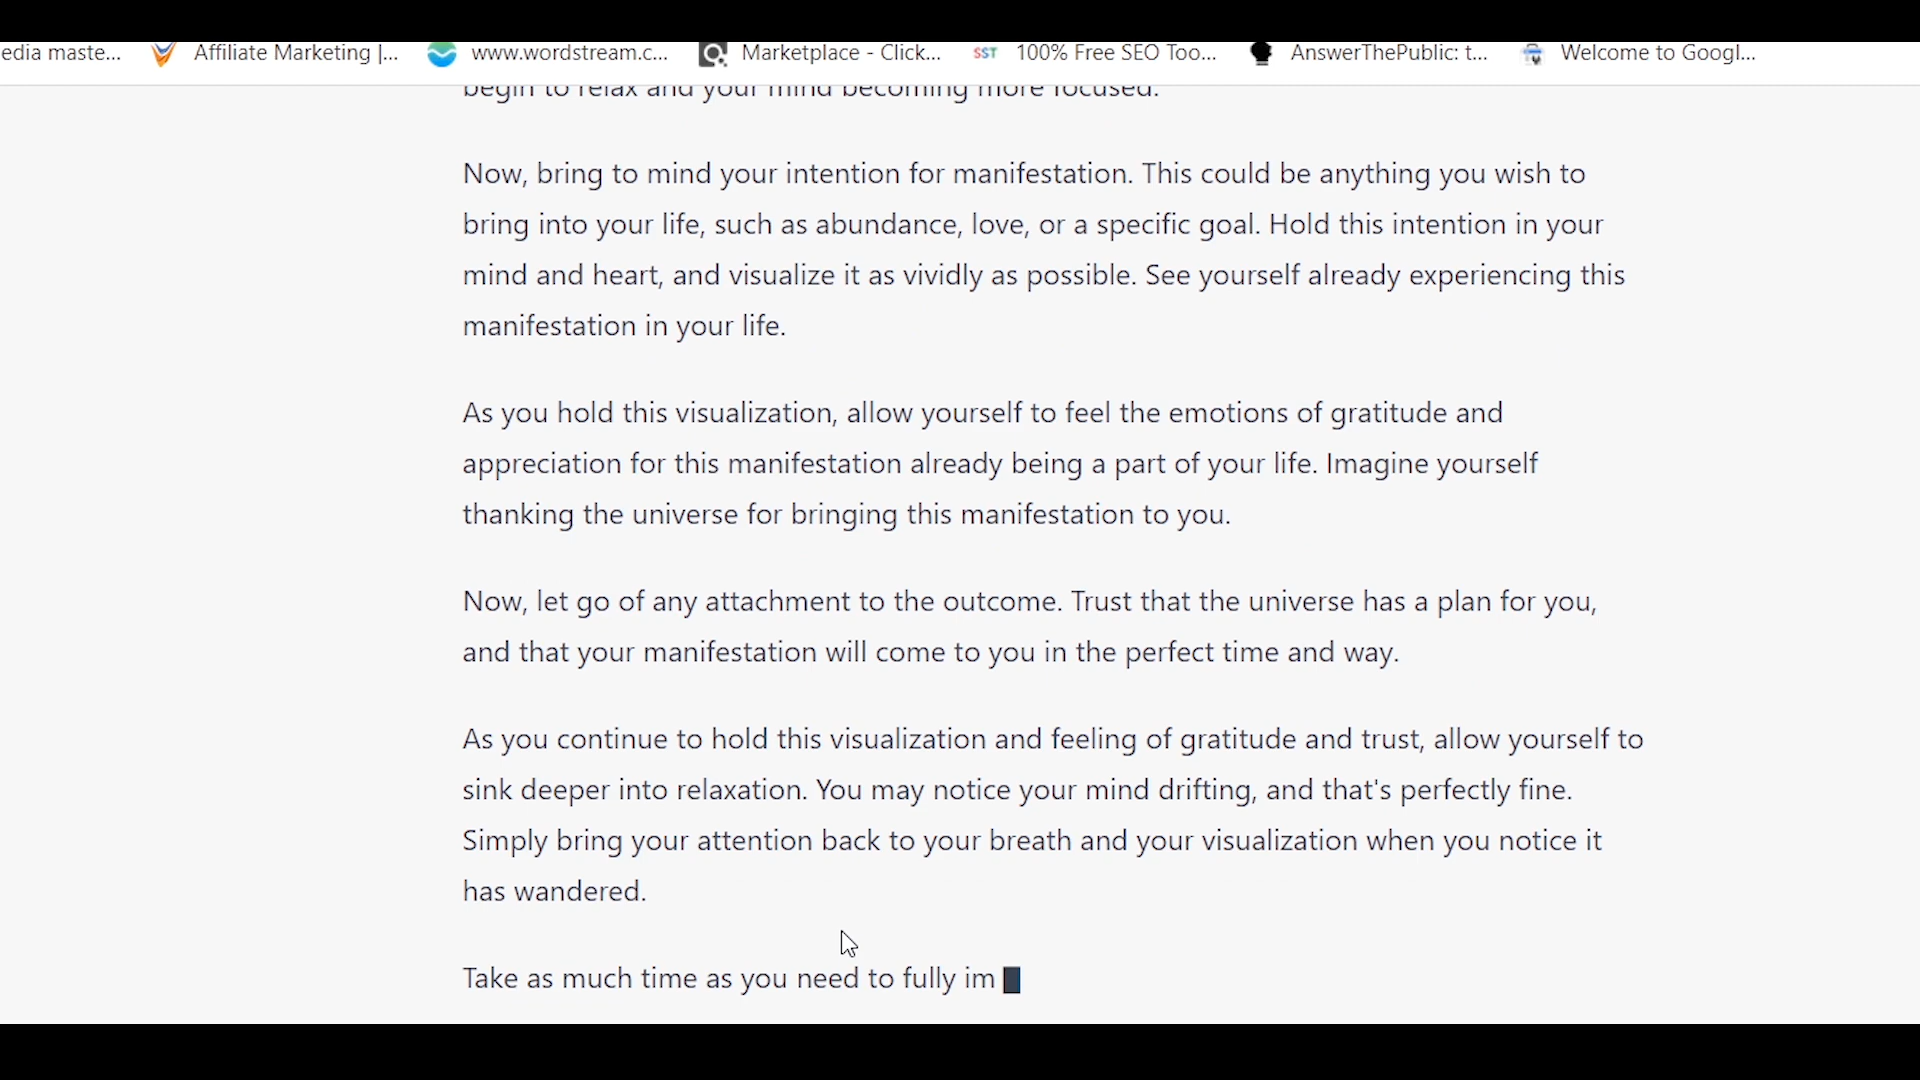 edia maste... Affiliate Marketing |... www.wordstream.c... Marketplace - Click... SST 100% Free SEO Too... AnswerThePublic: t... Welcome to Googl...
begin to relax and your mind becoming more focused.
Now, bring to mind your intention for manifestation. This could be anything you wish to
bring into your life, such as abundance, love, or a specific goal. Hold this intention in your
mind and heart, and visualize it as vividly as possible. See yourself already experiencing this
manifestation in your life.
As you hold this visualization, allow yourself to feel the emotions of gratitude and
appreciation for this manifestation already being a part of your life. Imagine yourself
thanking the universe for bringing this manifestation to you.
Now, let go of any attachment to the outcome. Trust that the universe has a plan for you,
and that your manifestation will come to you in the perfect time and way.
As you continue to hold this visualization and feeling of gratitude and trust, allow yourself to
sink deeper into relaxation. You may notice your mind drifting, and that's perfectly fine.
Simply bring your attention back to your breath and your visualization when you notice it
has wandered.
Take as much time as you need to fully im